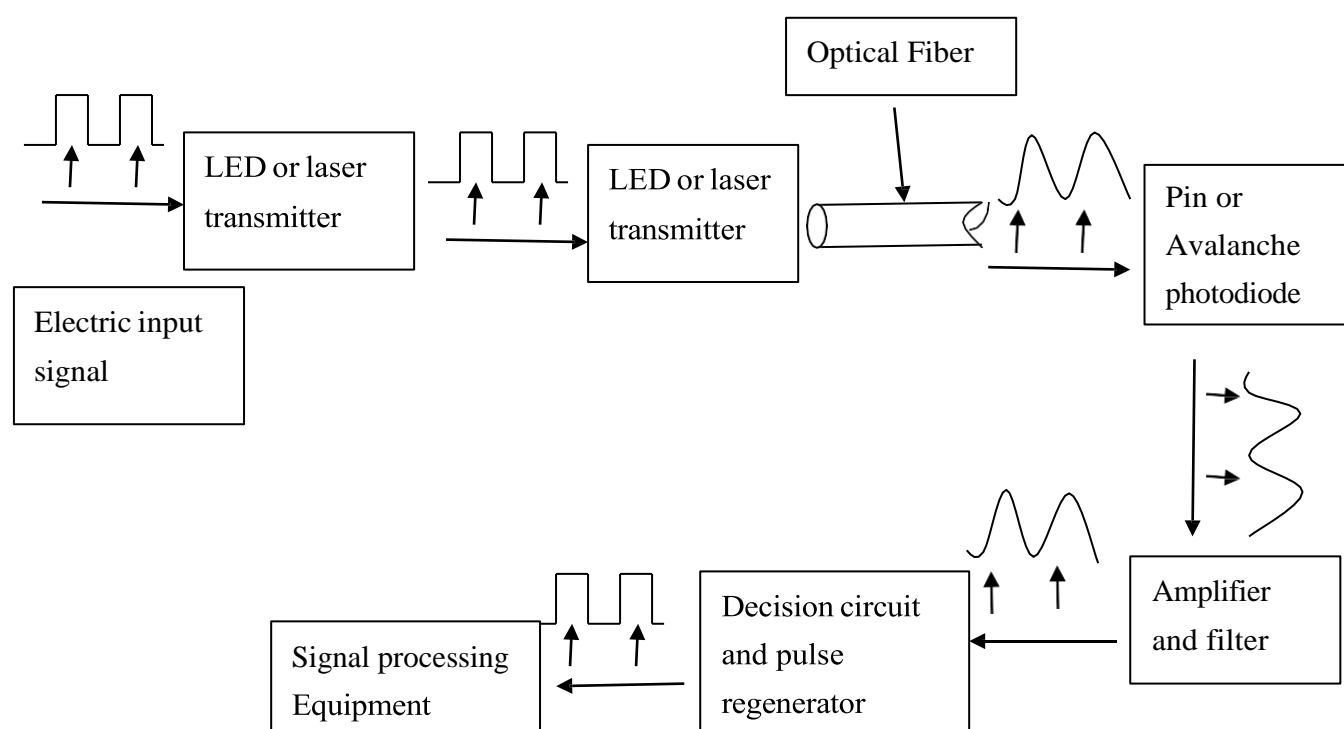 Optical Fiber
LED or laser
transmitter
LED or laser
transmitter
Pin or
Avalanche
photodiode
Electric input
signal
Amplifier
and filter
Decision circuit
and pulse
regenerator
Signal processing
Equipment